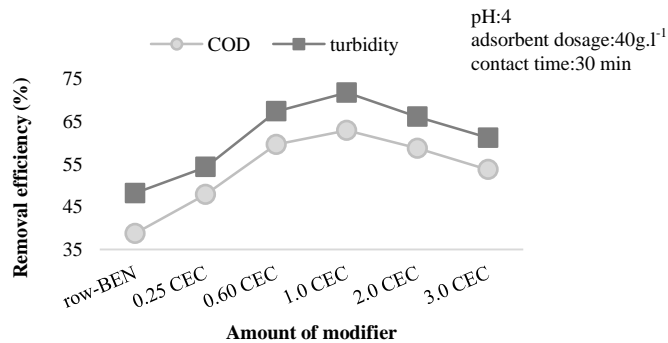 pH:4
adsorbent dosage:40g.l-1
contact time:30 min
COD turbidity
75
65
55
45
35
Removal efficiency (%)
row-BEN 0.25 CEC 0.60 CEC 1.0 CEC 2.0 CEC 3.0 CEC
Amount of modifier